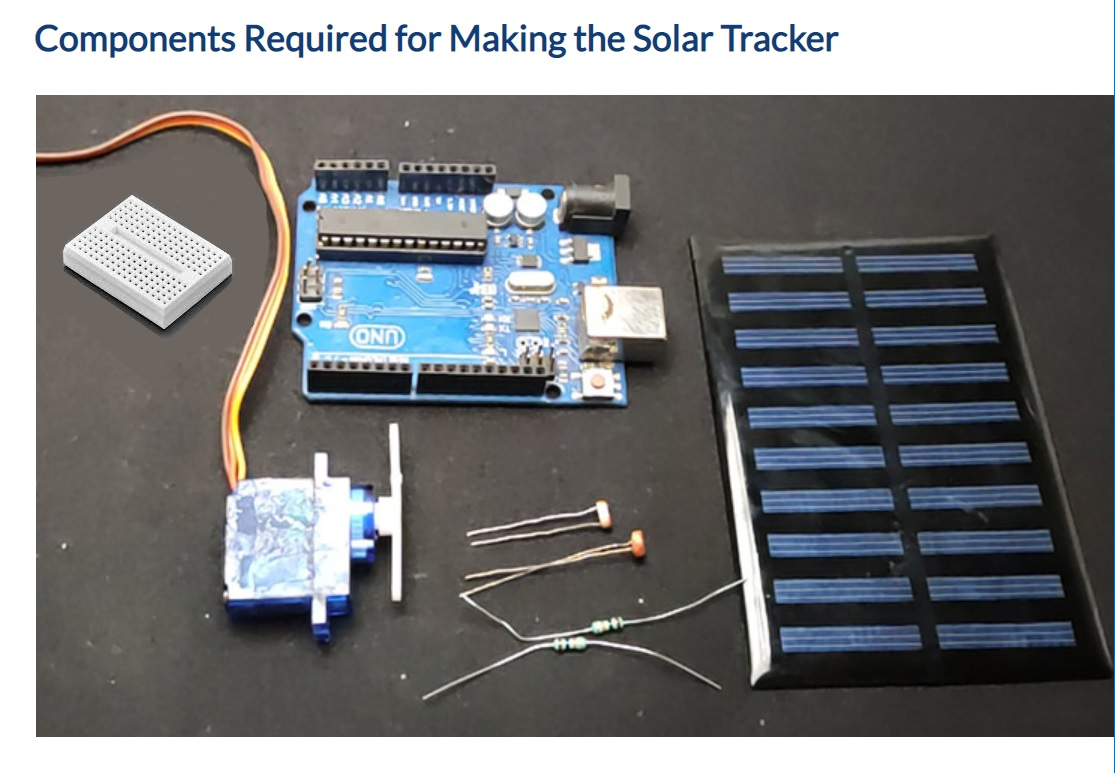 Components Required for Making the Solar Tracker
UNO